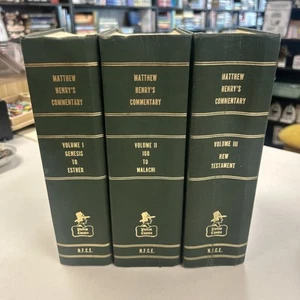 MATTHEW
HENRY'S
COMMENTARY
VOLUME I
GENESIS
TO
ESTHER
N.F.C.E.
MATTHEW
HENRY'S
COMMENTARY
VOLUME II
JOB
TO
MALACHI
N.F.C.E.
MATTHEW
HENRY'S
COMMENTARY
VOLUME III
NEW
TESTAMENT
N.F.C.E.